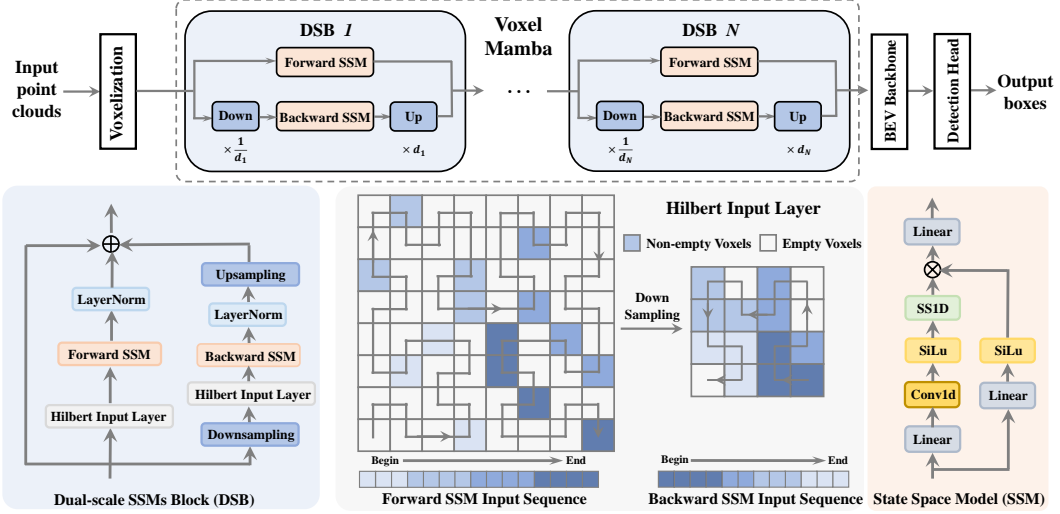 Input
point
clouds
Voxelization
DSB 1
Forward SSM
Down
Backward SSM
Up
× 1/d₁
× d₁
Voxel
Mamba
...
DSB N
Forward SSM
Down
Backward SSM
Up
× 1/d_N
× d_N
BEV Backbone
Detection Head
Output
boxes
Upsampling
LayerNorm
LayerNorm
Forward SSM
Backward SSM
Hilbert Input Layer
Hilbert Input Layer
Downsampling
Dual-scale SSMs Block (DSB)
Hilbert Input Layer
Non-empty Voxels
Empty Voxels
Down
Sampling
Begin
End
Forward SSM Input Sequence
Begin
End
Backward SSM Input Sequence
Linear
SS1D
SiLu
SiLu
Conv1d
Linear
Linear
State Space Model (SSM)